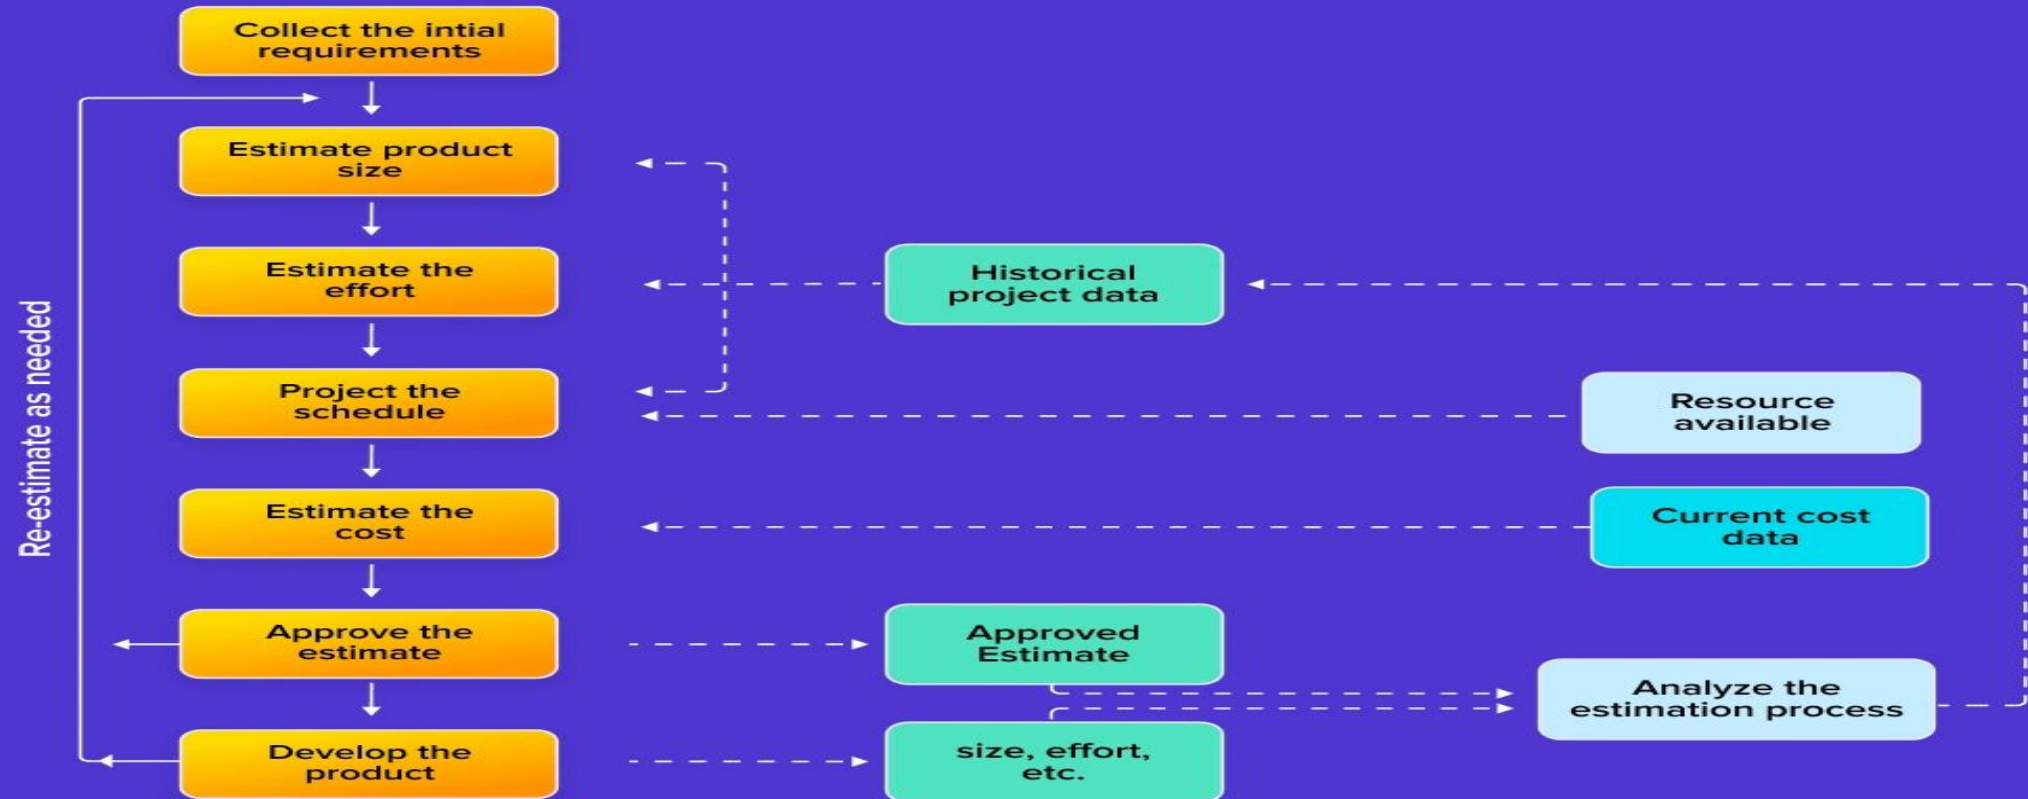 Collect the intial
requirements
Estimate product
size
Estimate the
effort
Historical
project data
Re-estimate as needed
Project the
schedule
Resource
available
Estimate the
cost
Current cost
data
Approve the
estimate
Approved
Estimate
Analyze the
estimation process
Develop the
product
size, effort,
etc.